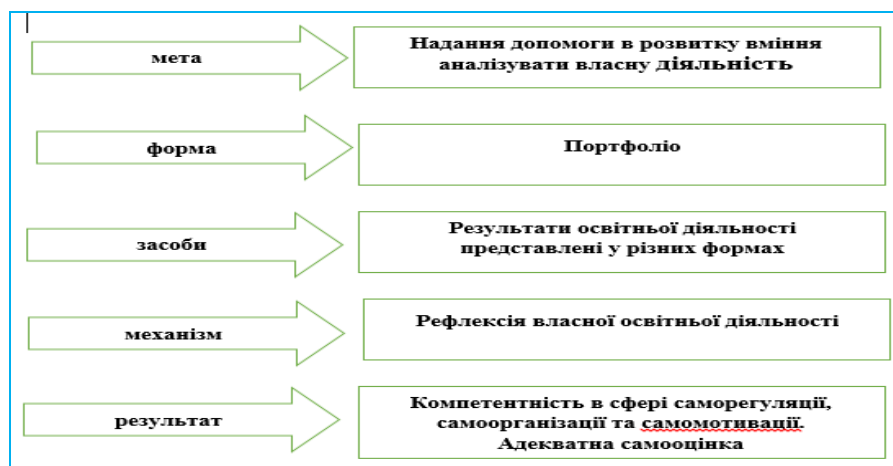 мета
Надання допомоги в розвитку вміння
аналізувати власну діяльність
форма
Портфоліо
засоби
Результати освітньої діяльності
представлені у різних формах
механізм
Рефлексія власної освітньої діяльності
результат
Компетентність в сфері саморегуляції,
самоорганізації та самомотивації.
Адекватна самооцінка